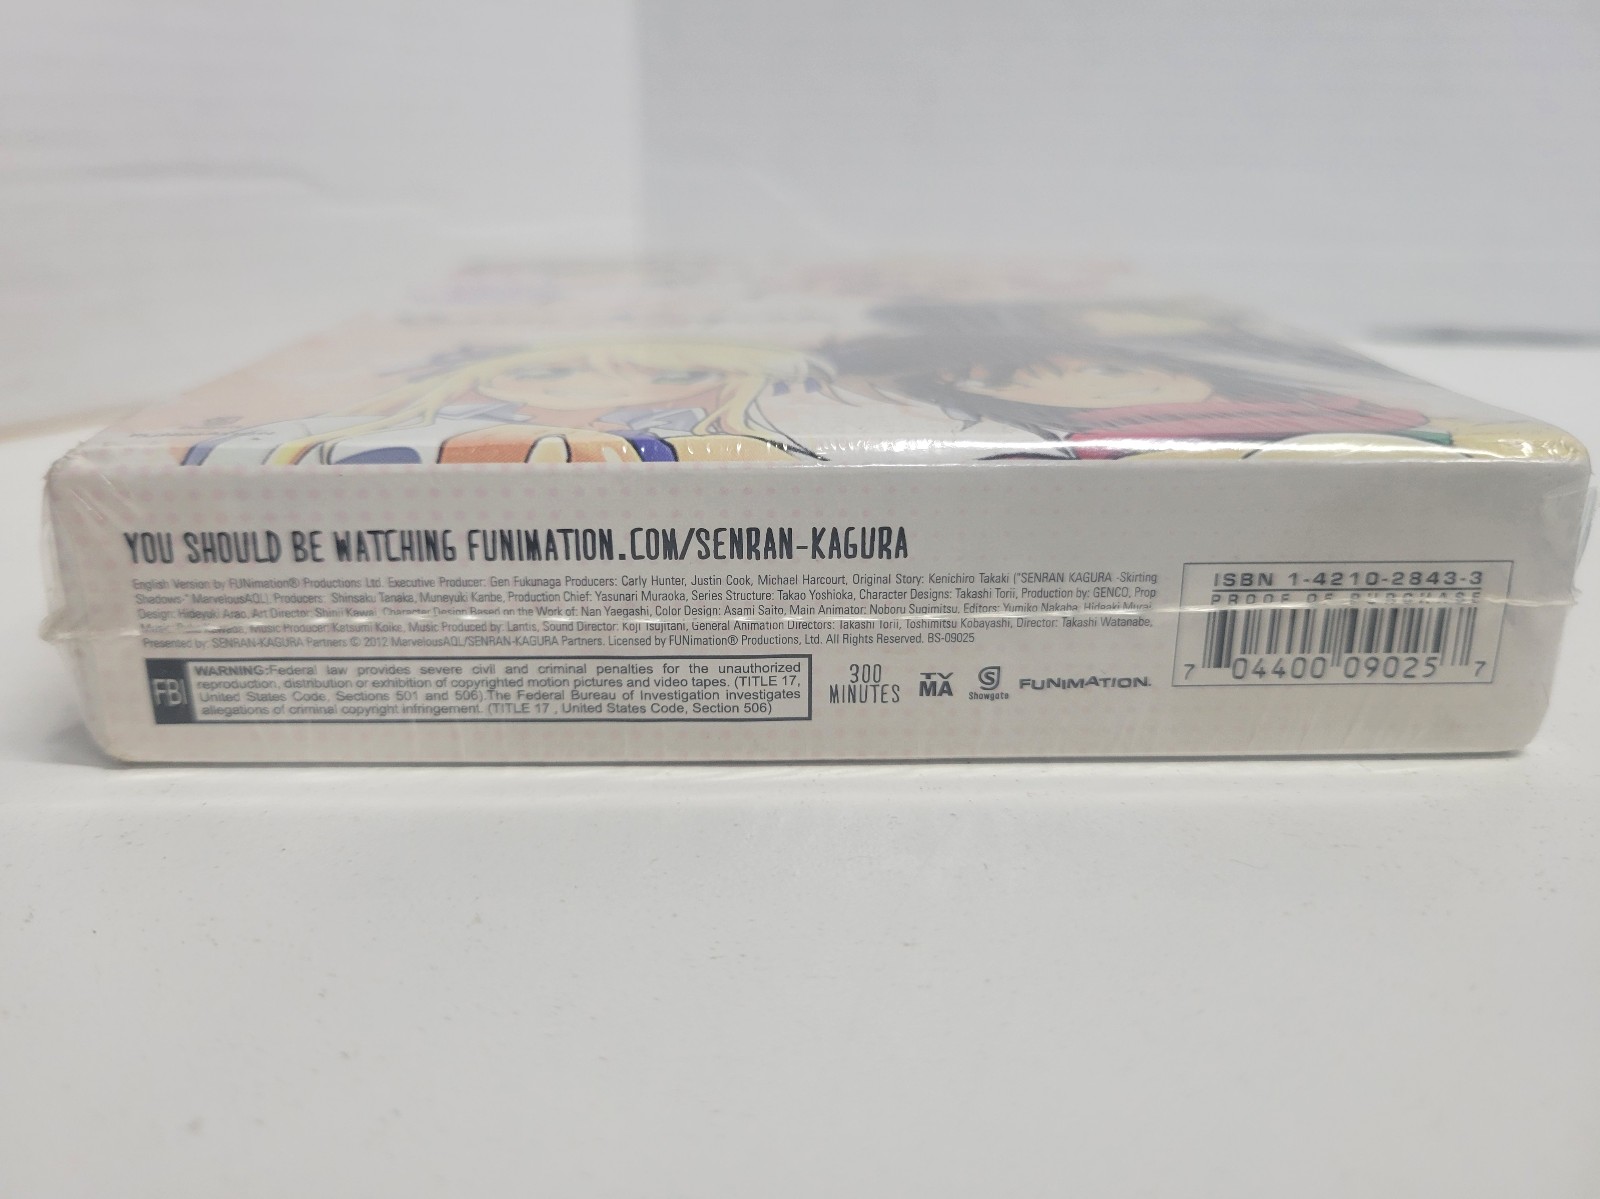 YOU SHOULD BE WATCHING FUNIMATION.COM/SENRAN-KAGURA
English Version by FUNimation® Productions Ltd. Executive Producer: Gen Fukunaga Producers: Carly Hunter, Justin Cook, Michael Harcourt, Original Story: Kenichiro Takaki ("SENRAN KAGURA -Skirting
Shadows-" MarvelousAQL), Producers: Shinsaku Tanaka, Muneyuki Kanbe, Production Chief: Yasunari Muraoka, Series Structure: Takao Yoshioka, Character Designs: Takashi Torii, Production by: GENCO, Prop
Design: Hideyuki Arao, Art Director: Shinji Kawai, Character Design Based on the Work of: Nan Yaegashi, Color Design: Asami Saito, Main Animator: Noboru Sugimitsu, Editors: Yumiko Nakaba, Hideaki Murai,
Music: Music Producer: Katsumi Koike, Music Produced by: Lantis, Sound Director: Koji Tsujitani, General Animation Directors: Takashi Torii, Toshimitsu Kobayashi, Director: Takashi Watanabe,
Presented by: SENRAN-KAGURA Partners © 2012 MarvelousAQL/SENRAN-KAGURA Partners. Licensed by FUNimation® Productions, Ltd. All Rights Reserved. BS-09025
FBI
WARNING:Federal law provides severe civil and criminal penalties for the unauthorized
reproduction, distribution or exhibition of copyrighted motion pictures and video tapes. (TITLE 17,
United States Code, Sections 501 and 506).The Federal Bureau of Investigation investigates
allegations of criminal copyright infringement. (TITLE 17 , United States Code, Section 506)
300
MINUTES
TV
MA
Showgate
FUNIMATION.
ISBN 1-4210-2843-3
PROOF OF PURCHASE
7 04400 09025 7